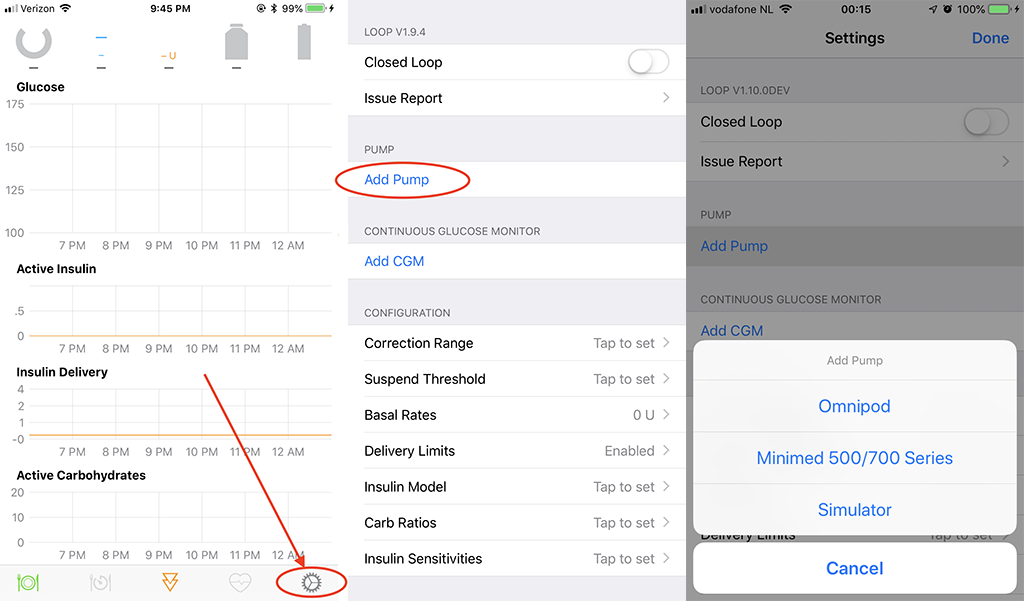 Verizon 9:45 PM 99%
– U
Glucose
175
150
125
100
7 PM 8 PM 9 PM 10 PM 11 PM 12 AM
Active Insulin
.5
0
7 PM 8 PM 9 PM 10 PM 11 PM 12 AM
Insulin Delivery
4
2
1
-0
7 PM 8 PM 9 PM 10 PM 11 PM 12 AM
Active Carbohydrates
20
10
0
7 PM 8 PM 9 PM 10 PM 11 PM 12 AM
LOOP V1.9.4
Closed Loop
Issue Report
PUMP
Add Pump
CONTINUOUS GLUCOSE MONITOR
Add CGM
CONFIGURATION
Correction Range Tap to set
Suspend Threshold Tap to set
Basal Rates 0 U
Delivery Limits Enabled
Insulin Model Tap to set
Carb Ratios Tap to set
Insulin Sensitivities Tap to set
vodafone NL 00:15 100%
Settings Done
LOOP V1.10.0DEV
Closed Loop
Issue Report
PUMP
Add Pump
CONTINUOUS GLUCOSE MONITOR
Add CGM
Add Pump
Omnipod
Minimed 500/700 Series
Simulator
Delivery Limits Tap to set
Cancel